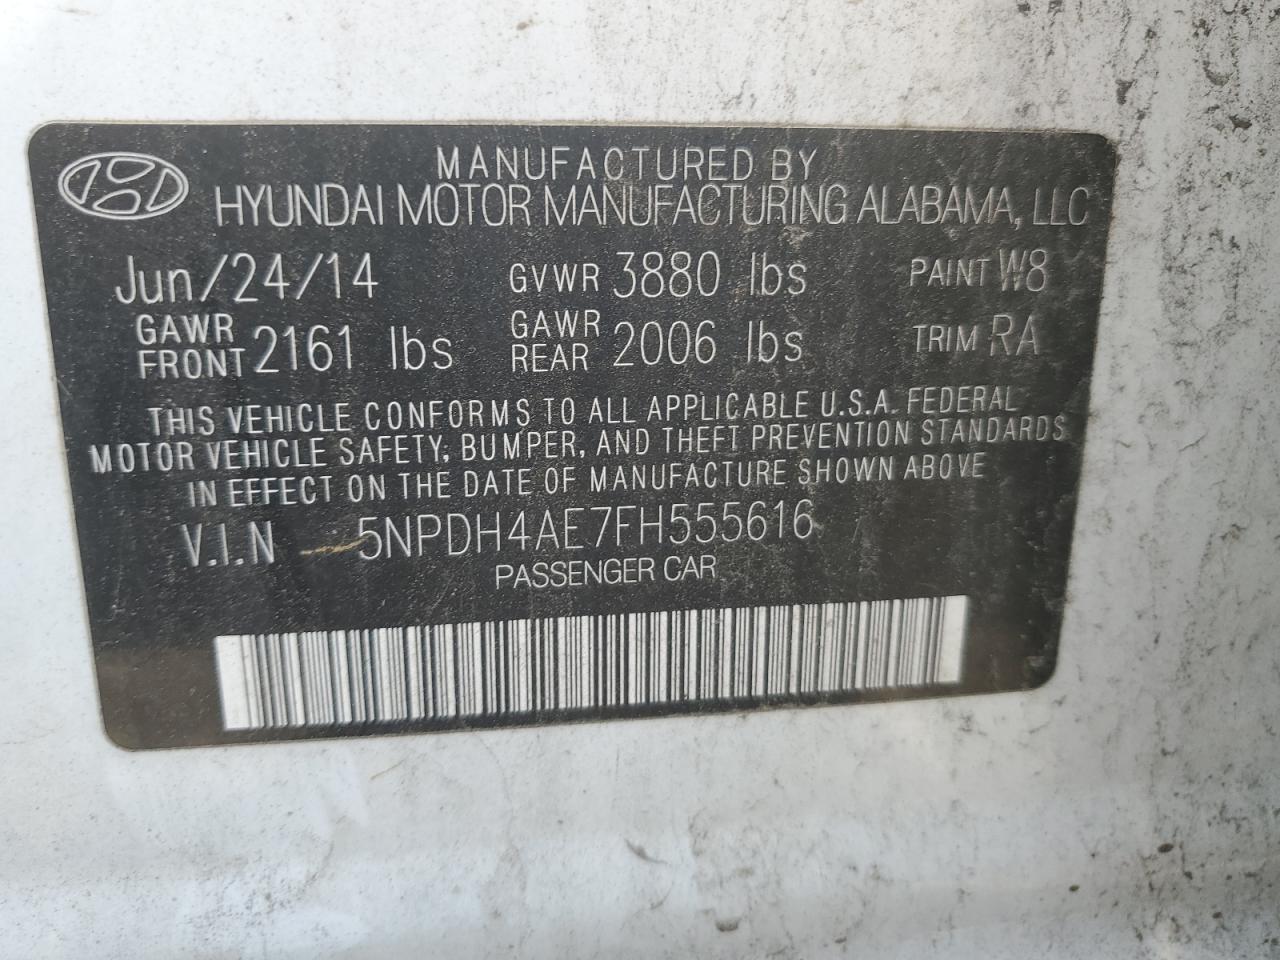 MANUFACTURED BY
HYUNDAI MOTOR MANUFACTURING ALABAMA, LLC
Jun/24/14 GVWR 3880 lbs PAINT W8
GAWR FRONT 2161 lbs GAWR REAR 2006 lbs TRIM RA
THIS VEHICLE CONFORMS TO ALL APPLICABLE U.S.A. FEDERAL
MOTOR VEHICLE SAFETY, BUMPER, AND THEFT PREVENTION STANDARDS
IN EFFECT ON THE DATE OF MANUFACTURE SHOWN ABOVE
V.I.N 5NPDH4AE7FH555616
PASSENGER CAR